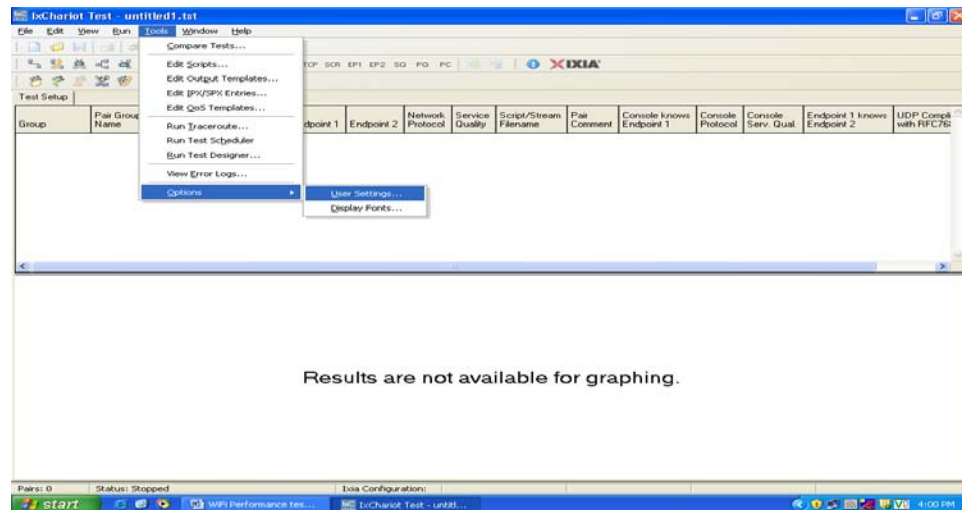 IxChariot Test - untitled1.tst
File Edit View Run Tools Window Help
Compare Tests...
Edit Scripts...
Edit Output Templates...
Edit IPX/SPX Entries...
Edit QoS Templates...
Run Traceroute...
Run Test Scheduler
Run Test Designer...
View Error Logs...
Options
User Settings...
Display Fonts...
TCP SCR EP1 EP2 SQ PG PC
IXIA
Test Setup
Group
Pair Group
Name
dpoint 1
Endpoint 2
Network
Protocol
Service
Quality
Script/Stream
Filename
Pair
Comment
Console knows
Endpoint 1
Console
Protocol
Console
Serv. Qual.
Endpoint 1 knows
Endpoint 2
UDP Compli
with RFC76
Results are not available for graphing.
Pairs: 0 Status: Stopped Ixia Configuration:
start WiFi Performance tes... IxChariot Test - untitl... 4:00 PM